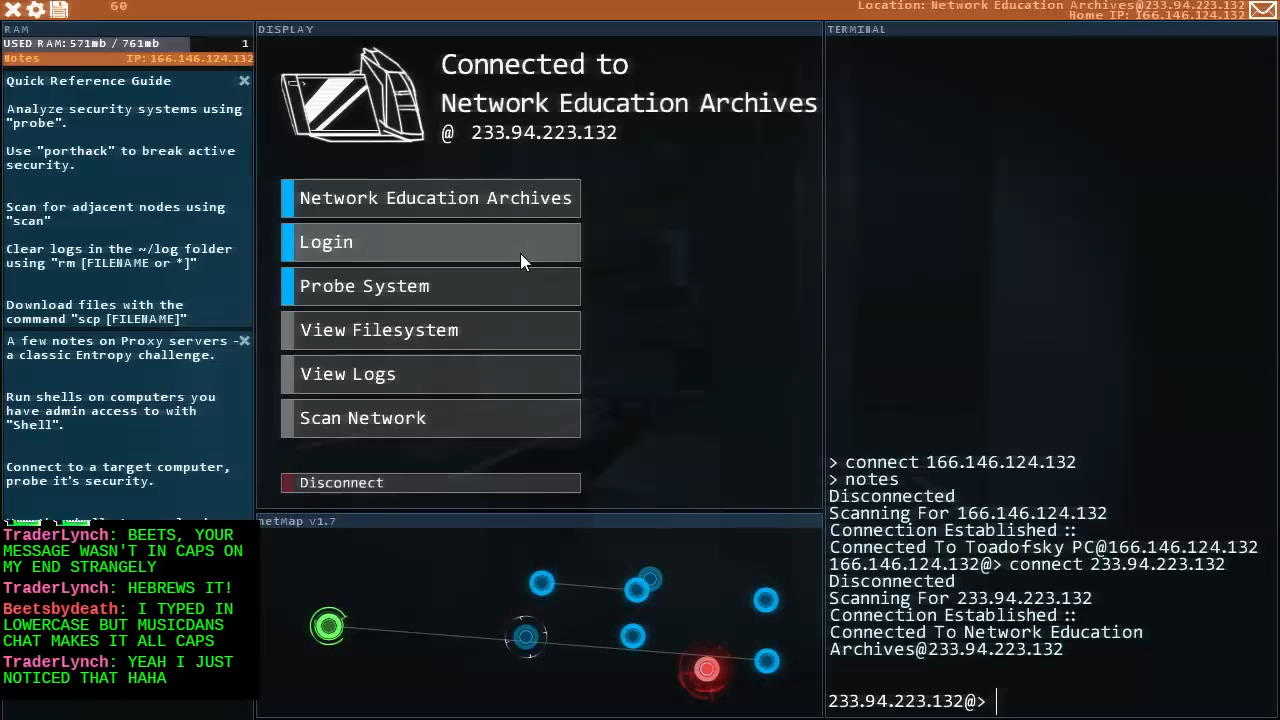 60
Location: Network Education Archives@233.94.223.132
Home IP: 166.146.124.132
RAM
USED RAM: 571mb / 761mb 1
Notes IP: 166.146.124.132
Quick Reference Guide
Analyze security systems using
"probe".
Use "porthack" to break active
security.
Scan for adjacent nodes using
"scan"
Clear logs in the ~/log folder
using "rm [FILENAME or *]"
Download files with the
command "scp [FILENAME]"
A few notes on Proxy servers -
a classic Entropy challenge.
Run shells on computers you
have admin access to with
"Shell".
Connect to a target computer,
probe it's security.
TraderLynch: BEETS, YOUR
MESSAGE WASN'T IN CAPS ON
MY END STRANGELY
TraderLynch: HEBREWS IT!
Beetsbydeath: I TYPED IN
LOWERCASE BUT MUSICDANS
CHAT MAKES IT ALL CAPS
TraderLynch: YEAH I JUST
NOTICED THAT HAHA
DISPLAY
Connected to
Network Education Archives
@ 233.94.223.132
Network Education Archives
Login
Probe System
View Filesystem
View Logs
Scan Network
Disconnect
netMap v1.7
TERMINAL
> connect 166.146.124.132
> notes
Disconnected
Scanning For 166.146.124.132
Connection Established ::
Connected To Toadofsky PC@166.146.124.132
166.146.124.132@> connect 233.94.223.132
Disconnected
Scanning For 233.94.223.132
Connection Established ::
Connected To Network Education
Archives@233.94.223.132
233.94.223.132@>